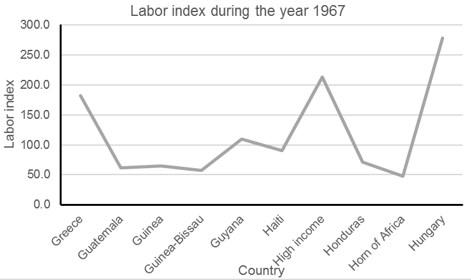 Labor index during the year 1967
300.0
250.0
200.0
150.0
100.0
50.0
0.0
Labor index
Greece
Guatemala
Guinea
Guinea-Bissau
Guyana
Haiti
High income
Honduras
Horn of Africa
Hungary
Country